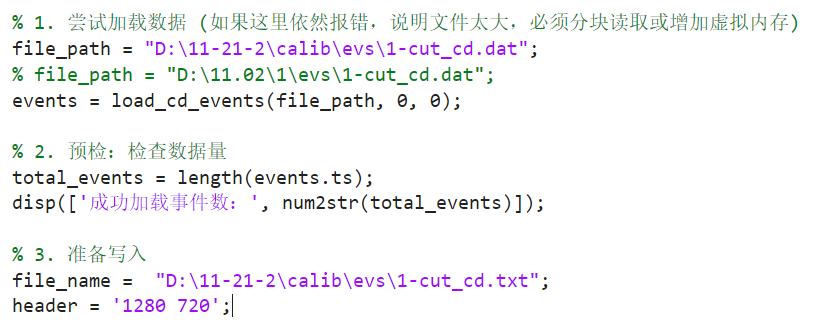 % 1. 尝试加载数据 (如果这里依然报错，说明文件太大，必须分块读取或增加虚拟内存)
file_path = "D:\11-21-2\calib\evs\1-cut_cd.dat";
% file_path = "D:\11.02\1\evs\1-cut_cd.dat";
events = load_cd_events(file_path, 0, 0);
% 2. 预检：检查数据量
total_events = length(events.ts);
disp(['成功加载事件数: ', num2str(total_events)]);
% 3. 准备写入
file_name =  "D:\11-21-2\calib\evs\1-cut_cd.txt";
header = '1280 720';